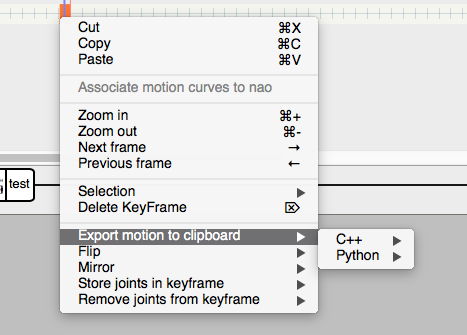 Cut ⌘X
Copy ⌘C
Paste ⌘V
Associate motion curves to nao
Zoom in ⌘+
Zoom out ⌘-
Next frame →
Previous frame ←
test
Selection ▶
Delete KeyFrame ⌦
Export motion to clipboard ▶
C++ ▶
Python ▶
Flip ▶
Mirror ▶
Store joints in keyframe ▶
Remove joints from keyframe ▶